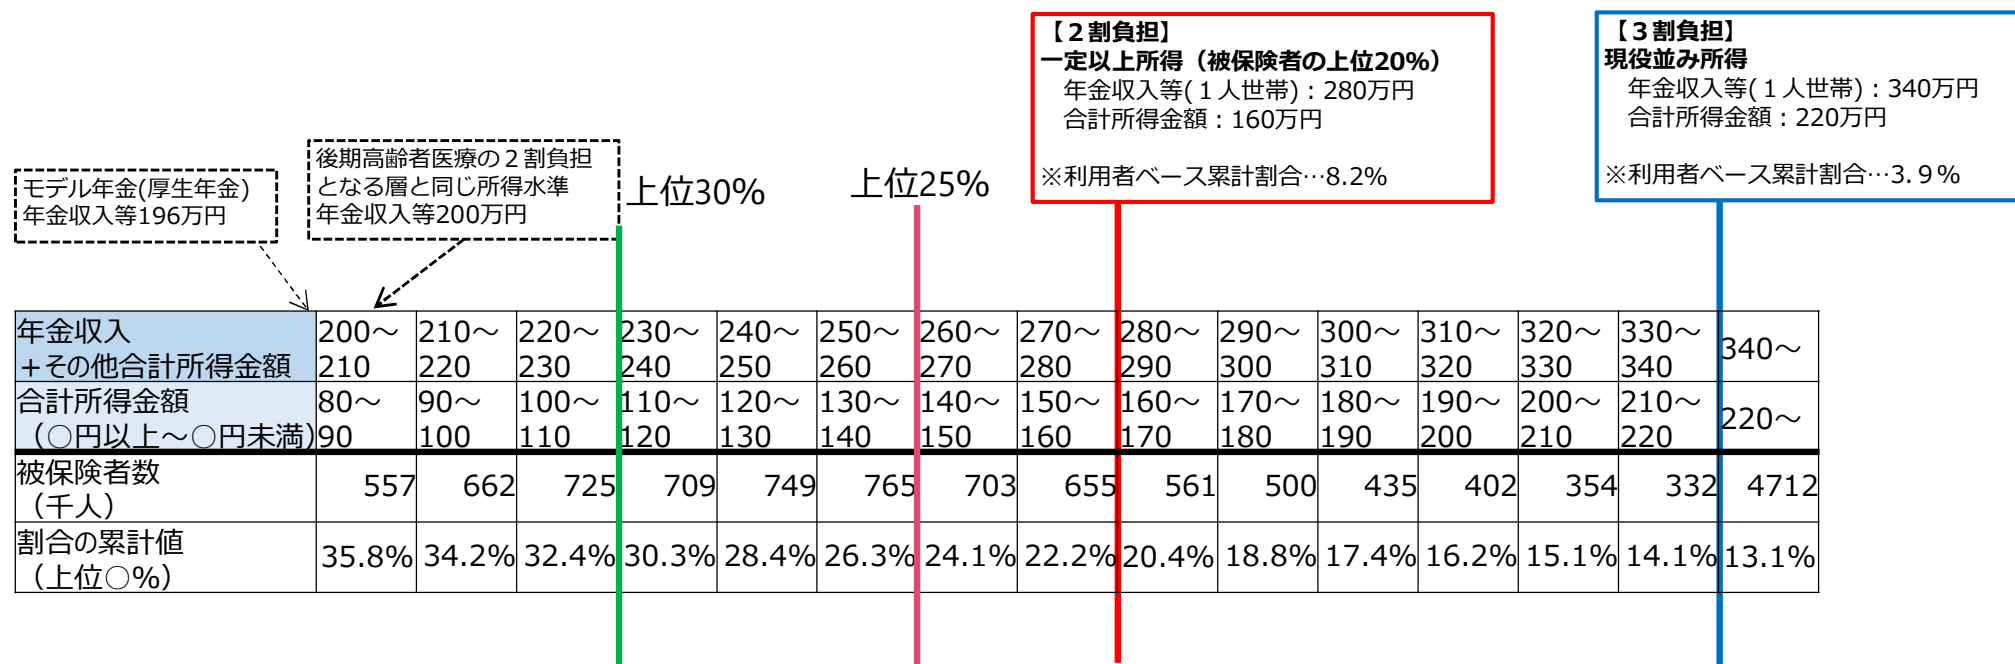 【２割負担】
一定以上所得（被保険者の上位20%）
年金収入等(１人世帯)：280万円
合計所得金額：160万円
※利用者ベース累計割合…8.2%
【３割負担】
現役並み所得
年金収入等(１人世帯)：340万円
合計所得金額：220万円
※利用者ベース累計割合…3.９%
モデル年金(厚生年金)
年金収入等196万円
後期高齢者医療の２割負担
となる層と同じ所得水準
年金収入等200万円
上位30%
上位25%
年金収入
+その他合計所得金額
200～210 210～220 220～230 230～240 240～250 250～260 260～270 270～280 280～290 290～300 300～310 310～320 320～330 330～340 340～
合計所得金額
（○円以上～○円未満）
80～90 90～100 100～110 110～120 120～130 130～140 140～150 150～160 160～170 170～180 180～190 190～200 200～210 210～220 220～
被保険者数
（千人）
557 662 725 709 749 765 703 655 561 500 435 402 354 332 4712
割合の累計値
（上位○%）
35.8% 34.2% 32.4% 30.3% 28.4% 26.3% 24.1% 22.2% 20.4% 18.8% 17.4% 16.2% 15.1% 14.1% 13.1%